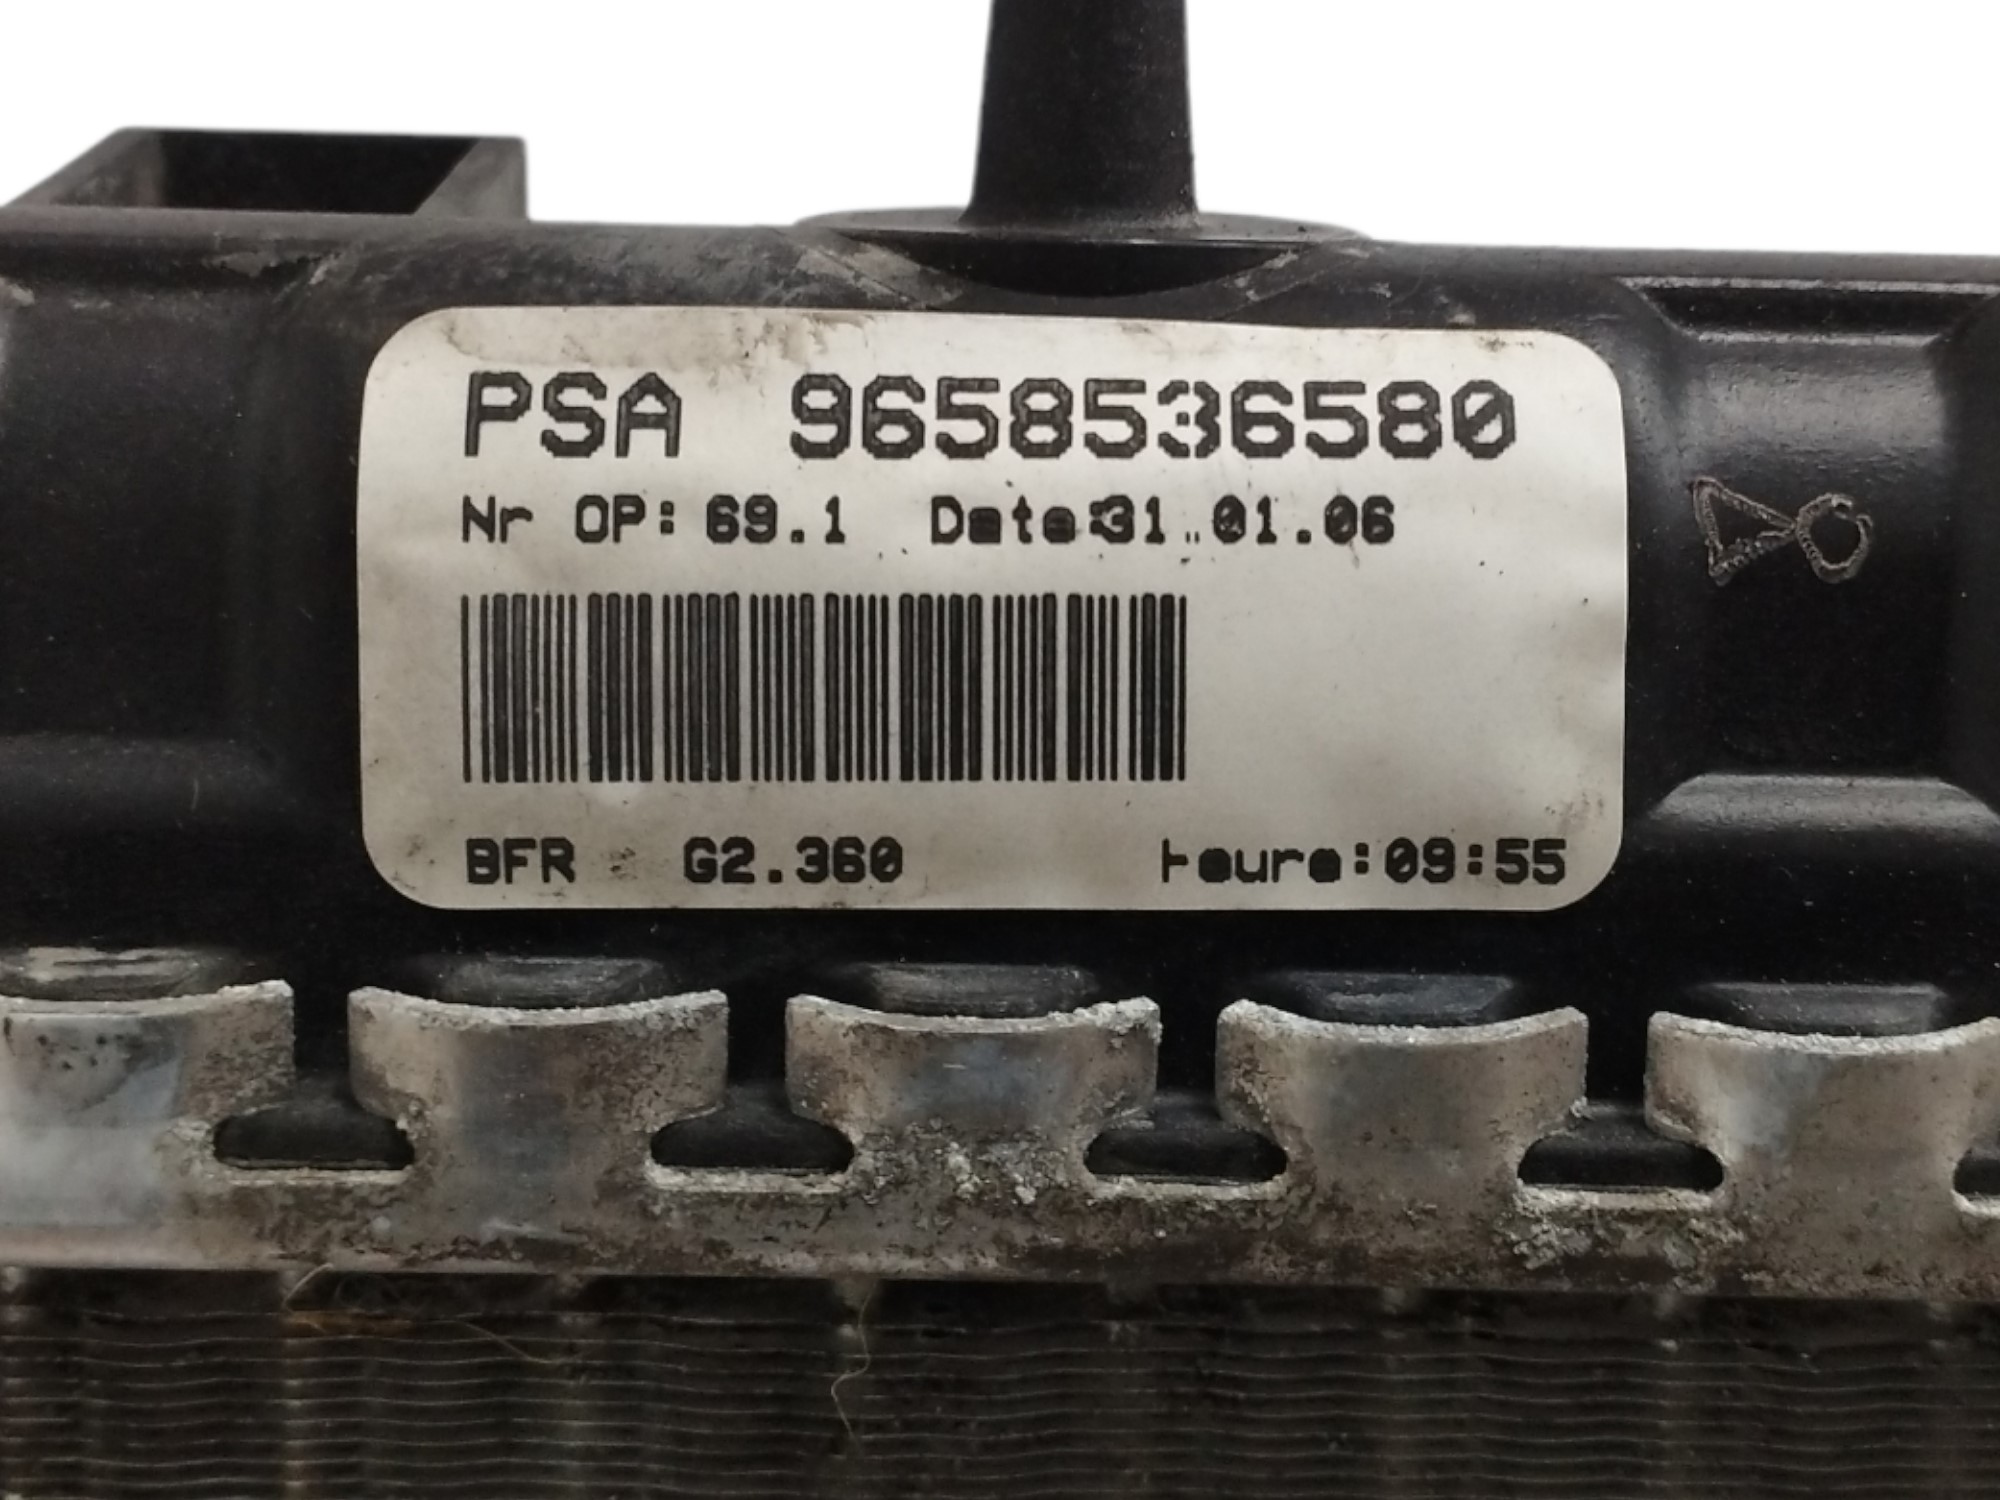 PSA 9658536580
Nr OP: 69.1 Date:31.01.06
BFR G2.360 Heure:09:55